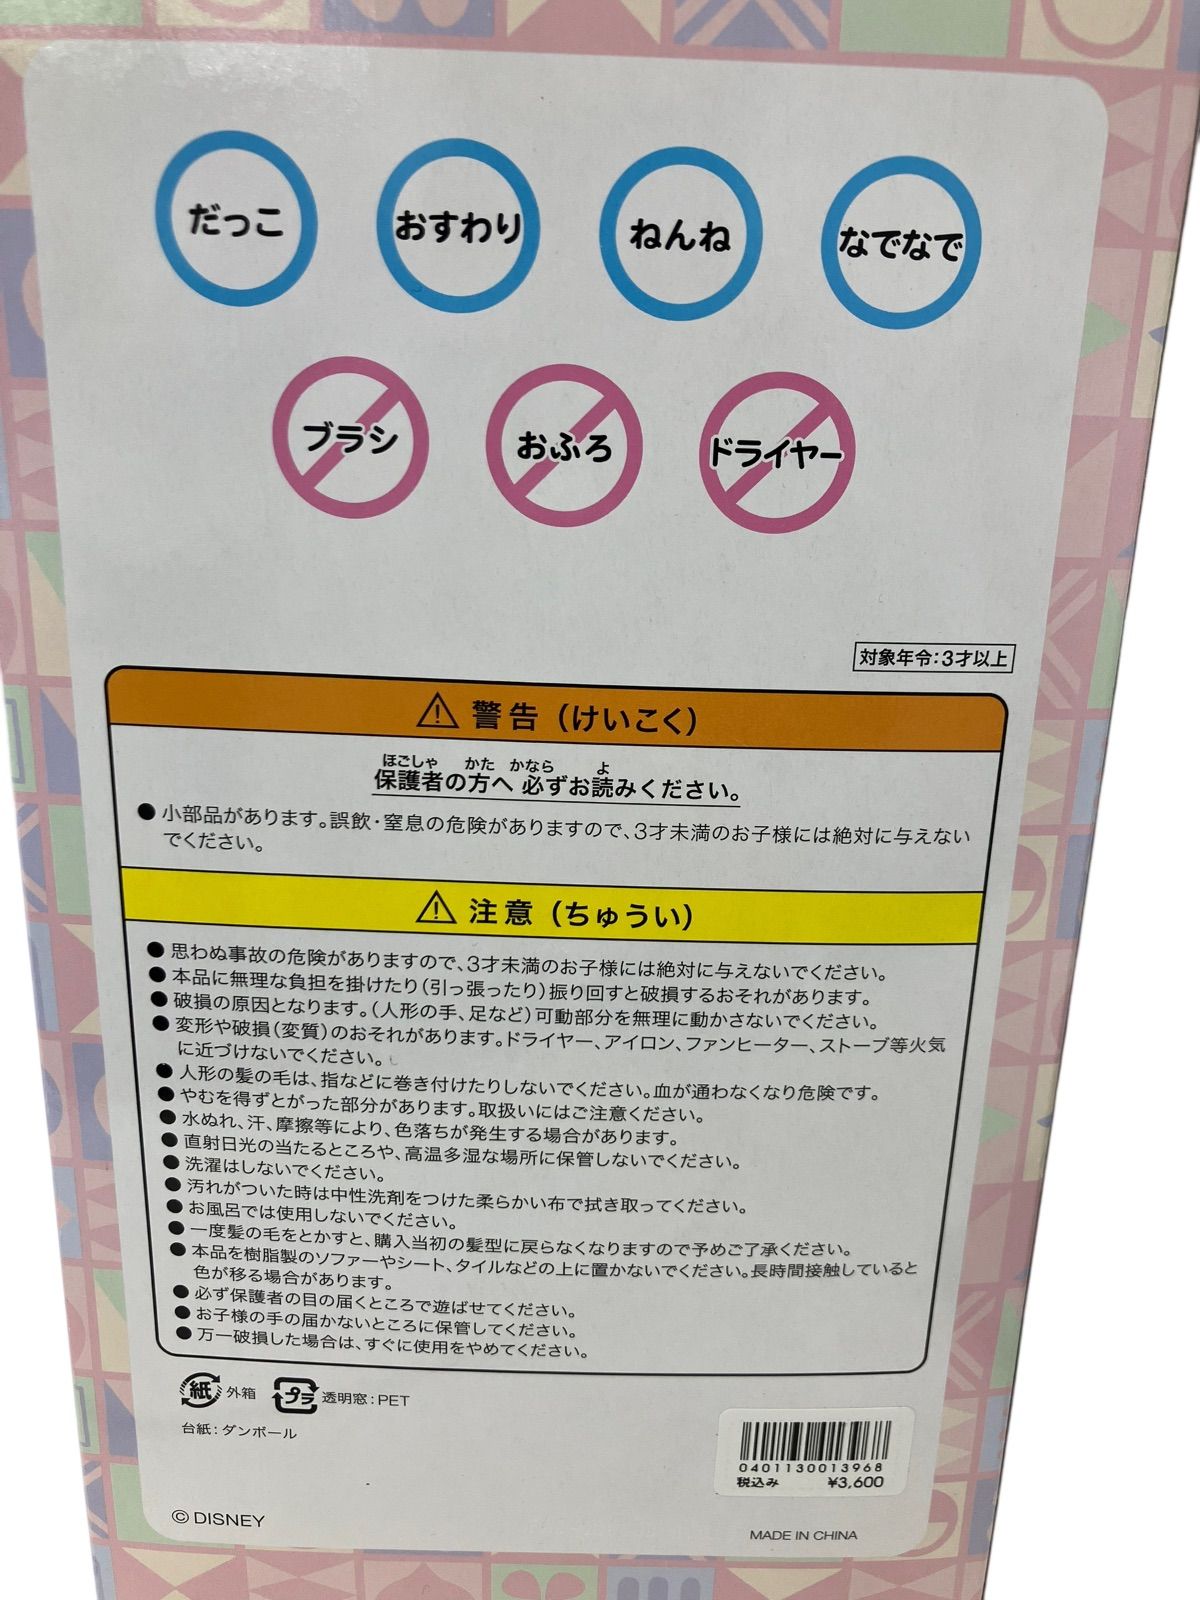 だっこ
おすわり
ねんね
なでなで
ブラシ
おふろ
ドライヤー
対象年令:3才以上
⚠ 警告（けいこく）
ほごしゃ かた かなら よ
保護者の方へ 必ずお読みください。
●小部品があります。誤飲・窒息の危険がありますので、3才未満のお子様には絶対に与えない
でください。
⚠ 注意（ちゅうい）
●思わぬ事故の危険がありますので、3才未満のお子様には絶対に与えないでください。
●本品に無理な負担を掛けたり(引っ張ったり)振り回すと破損するおそれがあります。
●破損の原因となります。(人形の手、足など)可動部分を無理に動かさないでください。
●変形や破損(変質)のおそれがあります。ドライヤー、アイロン、ファンヒーター、ストーブ等火気
に近づけないでください。
●人形の髪の毛は、指などに巻き付けたりしないでください。血が通わなくなり危険です。
●やむを得ずとがった部分があります。取扱いにはご注意ください。
●水ぬれ、汗、摩擦等により、色落ちが発生する場合があります。
●直射日光の当たるところや、高温多湿な場所に保管しないでください。
●洗濯はしないでください。
●汚れがついた時は中性洗剤をつけた柔らかい布で拭き取ってください。
●お風呂では使用しないでください。
●一度髪の毛をとかすと、購入当初の髪型に戻らなくなりますので予めご了承ください。
●本品を樹脂製のソファーやシート、タイルなどの上に置かないでください。長時間接触していると
色が移る場合があります。
●必ず保護者の目の届くところで遊ばせてください。
●お子様の手の届かないところに保管してください。
●万一破損した場合は、すぐに使用をやめてください。
紙 外箱 プラ 透明窓:PET
台紙:ダンボール
0401130013968
税込み ¥3,600
© DISNEY
MADE IN CHINA